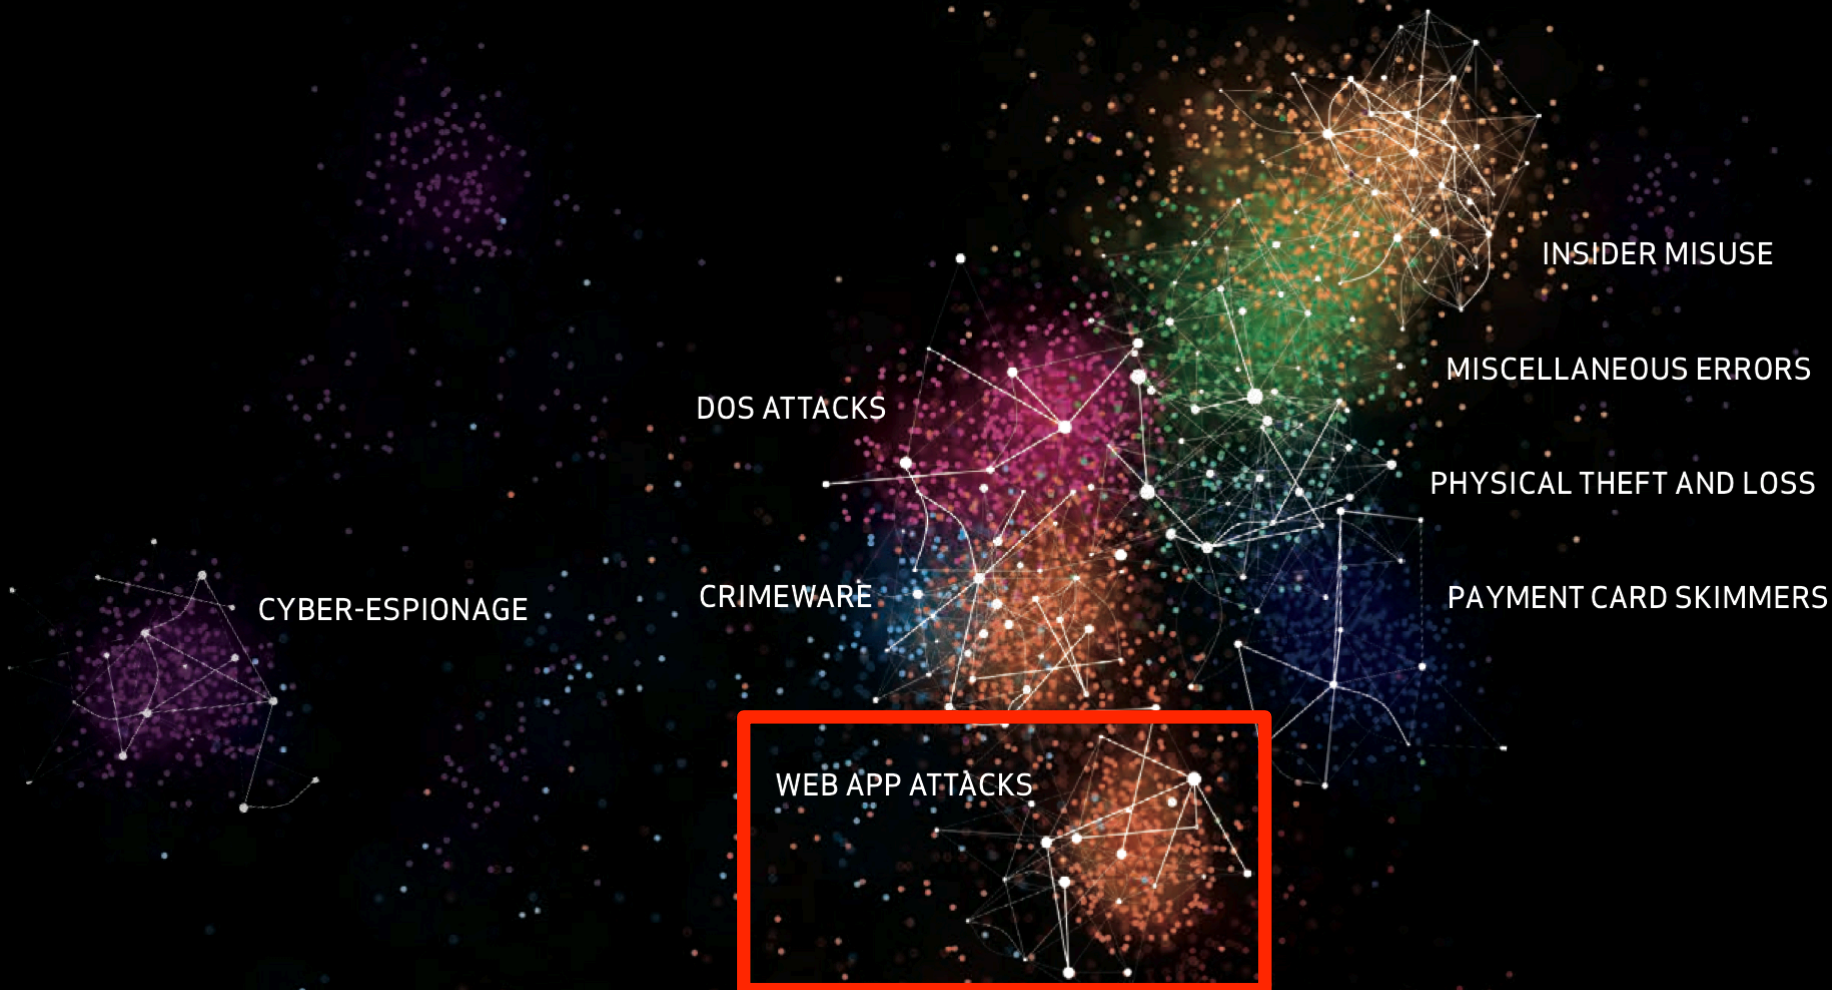 INSIDER MISUSE
MISCELLANEOUS ERRORS
DOS ATTACKS
PHYSICAL THEFT AND LOSS
CRIMEWARE
PAYMENT CARD SKIMMERS
CYBER-ESPIONAGE
WEB APP ATTACKS